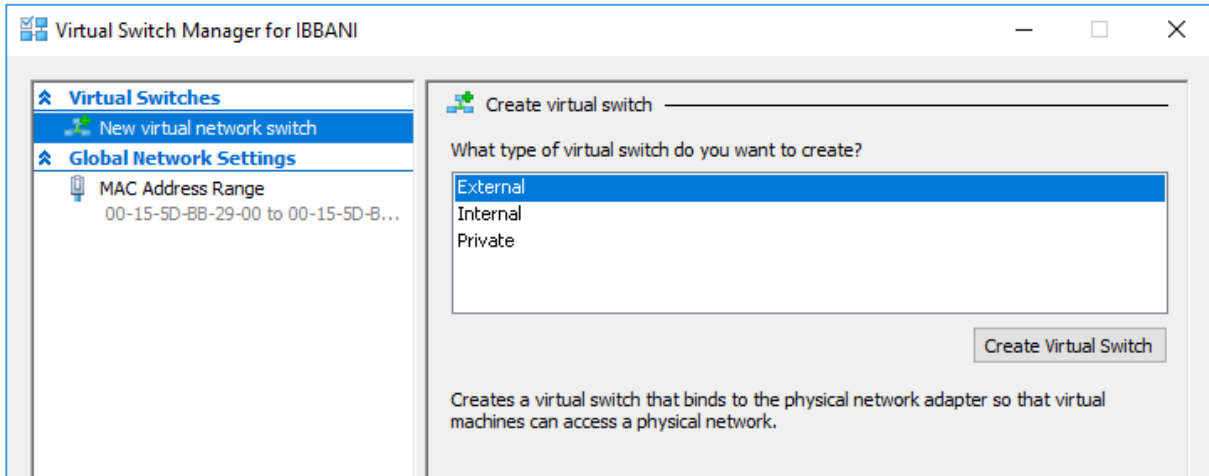 Virtual Switch Manager for IBBANI
Virtual Switches
New virtual network switch
Global Network Settings
MAC Address Range
00-15-5D-BB-29-00 to 00-15-5D-B...
Create virtual switch
What type of virtual switch do you want to create?
External
Internal
Private
Create Virtual Switch
Creates a virtual switch that binds to the physical network adapter so that virtual
machines can access a physical network.